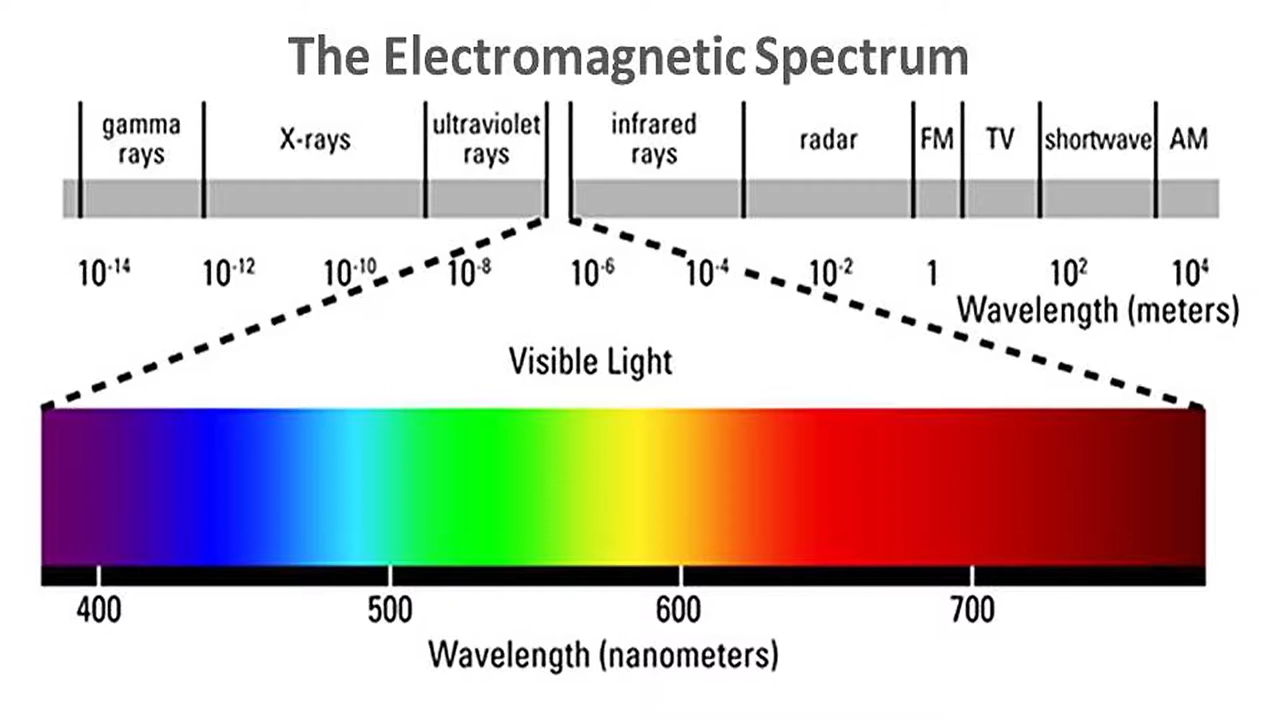 The Electromagnetic Spectrum
gamma rays
X-rays
ultraviolet rays
infrared rays
radar
FM
TV
shortwave
AM
10⁻¹⁴ 10⁻¹² 10⁻¹⁰ 10⁻⁸ 10⁻⁶ 10⁻⁴ 10⁻² 1 10² 10⁴
Wavelength (meters)
Visible Light
400 500 600 700
Wavelength (nanometers)